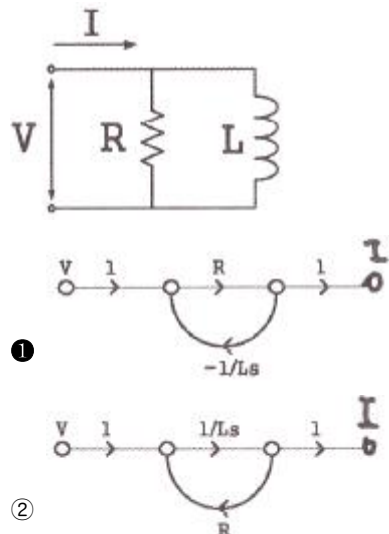 I
V R L
V 1 R 1 I
❶
-1/Ls
V 1 1/Ls 1 I
②
R